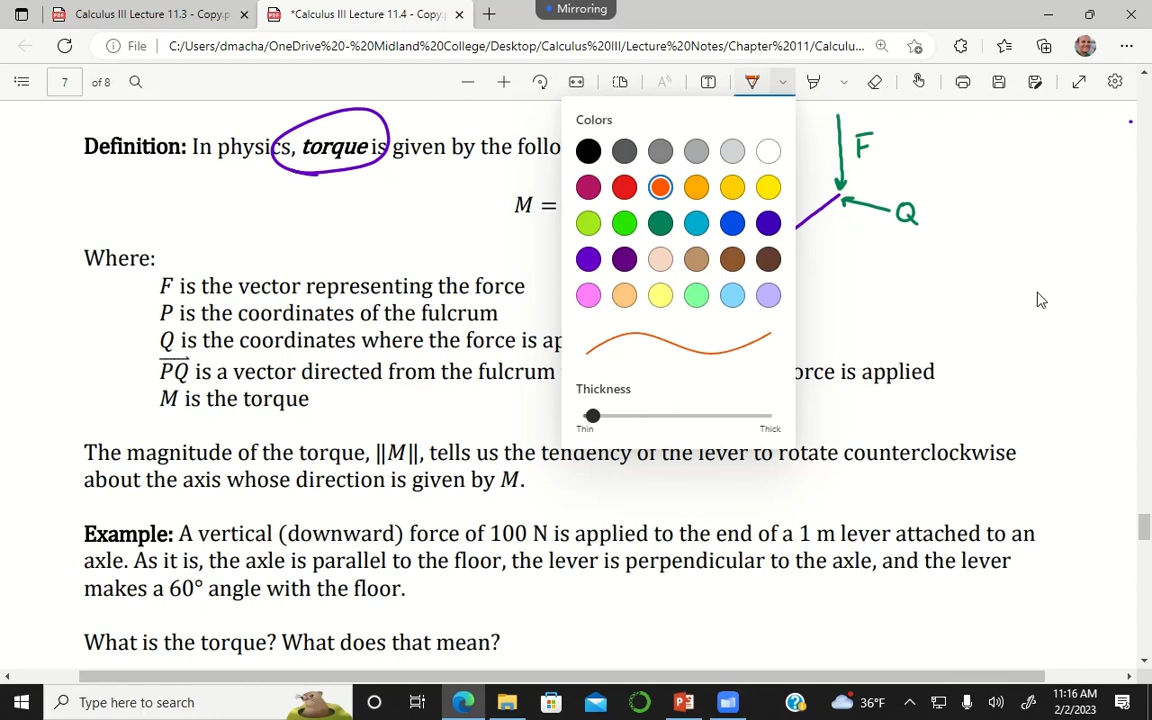 Mirroring
Calculus III Lecture 11.3 - Copy.p
*Calculus III Lecture 11.4 - Copy.
File
C:/Users/dmacha/OneDrive%20-%20Midland%20College/Desktop/Calculus%20III/Lecture%20Notes/Chapter%2011/Calculu...
7 of 8
Definition: In physics, torque is given by the follo
M =
F
Q
Where:
F is the vector representing the force
P is the coordinates of the fulcrum
Q is the coordinates where the force is ap
PQ is a vector directed from the fulcrum orce is applied
M is the torque
Colors
Thickness
Thin Thick
The magnitude of the torque, ‖M‖, tells us the tendency of the lever to rotate counterclockwise
about the axis whose direction is given by M.
Example: A vertical (downward) force of 100 N is applied to the end of a 1 m lever attached to an
axle. As it is, the axle is parallel to the floor, the lever is perpendicular to the axle, and the lever
makes a 60° angle with the floor.
What is the torque? What does that mean?
Type here to search
36°F
11:16 AM
2/2/2023